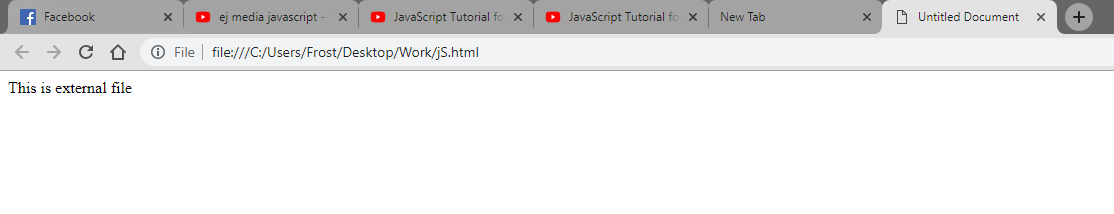 Facebook
ej media javascript -
JavaScript Tutorial fo
JavaScript Tutorial fo
New Tab
Untitled Document
File
file:///C:/Users/Frost/Desktop/Work/jS.html
This is external file